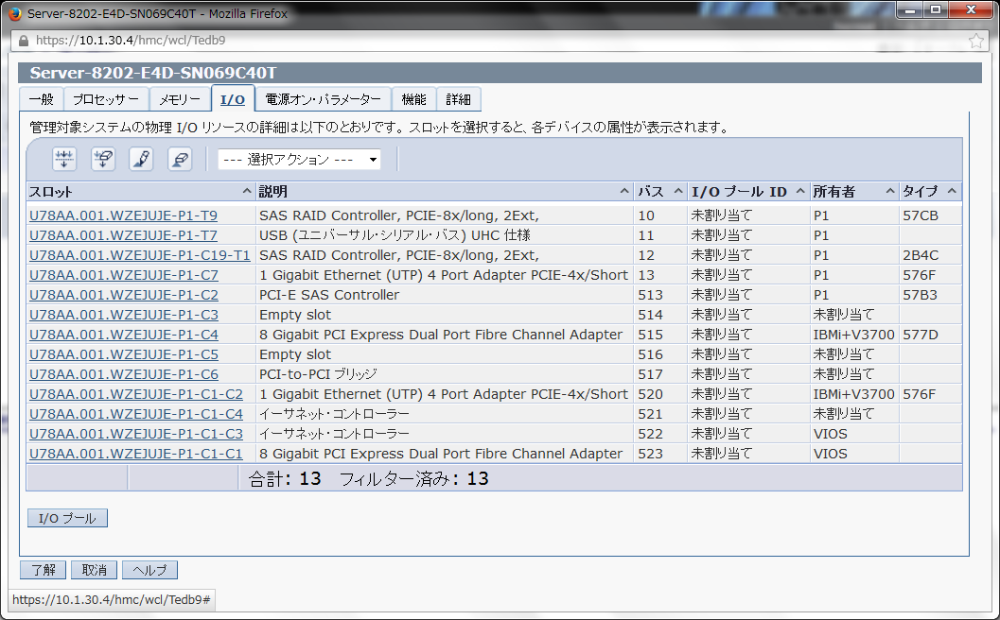 Server-8202-E4D-SN069C40T - Mozilla Firefox
https://10.1.30.4/hmc/wcl/Tedb9
Server-8202-E4D-SN069C40T
一般 プロセッサー メモリー I/O 電源オン・パラメーター 機能 詳細
管理対象システムの物理 I/O リソースの詳細は以下のとおりです。スロットを選択すると、各デバイスの属性が表示されます。
--- 選択アクション ---
スロット 説明 バス I/O プール ID 所有者 タイプ
U78AA.001.WZEJUJE-P1-T9 SAS RAID Controller, PCIE-8x/long, 2Ext, 10 未割り当て P1 57CB
U78AA.001.WZEJUJE-P1-T7 USB (ユニバーサル・シリアル・バス) UHC 仕様 11 未割り当て P1
U78AA.001.WZEJUJE-P1-C19-T1 SAS RAID Controller, PCIE-8x/long, 2Ext, 12 未割り当て P1 2B4C
U78AA.001.WZEJUJE-P1-C7 1 Gigabit Ethernet (UTP) 4 Port Adapter PCIE-4x/Short 13 未割り当て P1 576F
U78AA.001.WZEJUJE-P1-C2 PCI-E SAS Controller 513 未割り当て P1 57B3
U78AA.001.WZEJUJE-P1-C3 Empty slot 514 未割り当て 未割り当て
U78AA.001.WZEJUJE-P1-C4 8 Gigabit PCI Express Dual Port Fibre Channel Adapter 515 未割り当て IBMi+V3700 577D
U78AA.001.WZEJUJE-P1-C5 Empty slot 516 未割り当て 未割り当て
U78AA.001.WZEJUJE-P1-C6 PCI-to-PCI ブリッジ 517 未割り当て 未割り当て
U78AA.001.WZEJUJE-P1-C1-C2 1 Gigabit Ethernet (UTP) 4 Port Adapter PCIE-4x/Short 520 未割り当て IBMi+V3700 576F
U78AA.001.WZEJUJE-P1-C1-C4 イーサネット・コントローラー 521 未割り当て 未割り当て
U78AA.001.WZEJUJE-P1-C1-C3 イーサネット・コントローラー 522 未割り当て VIOS
U78AA.001.WZEJUJE-P1-C1-C1 8 Gigabit PCI Express Dual Port Fibre Channel Adapter 523 未割り当て VIOS
合計: 13 フィルター済み: 13
I/O プール
了解 取消 ヘルプ
https://10.1.30.4/hmc/wcl/Tedb9#